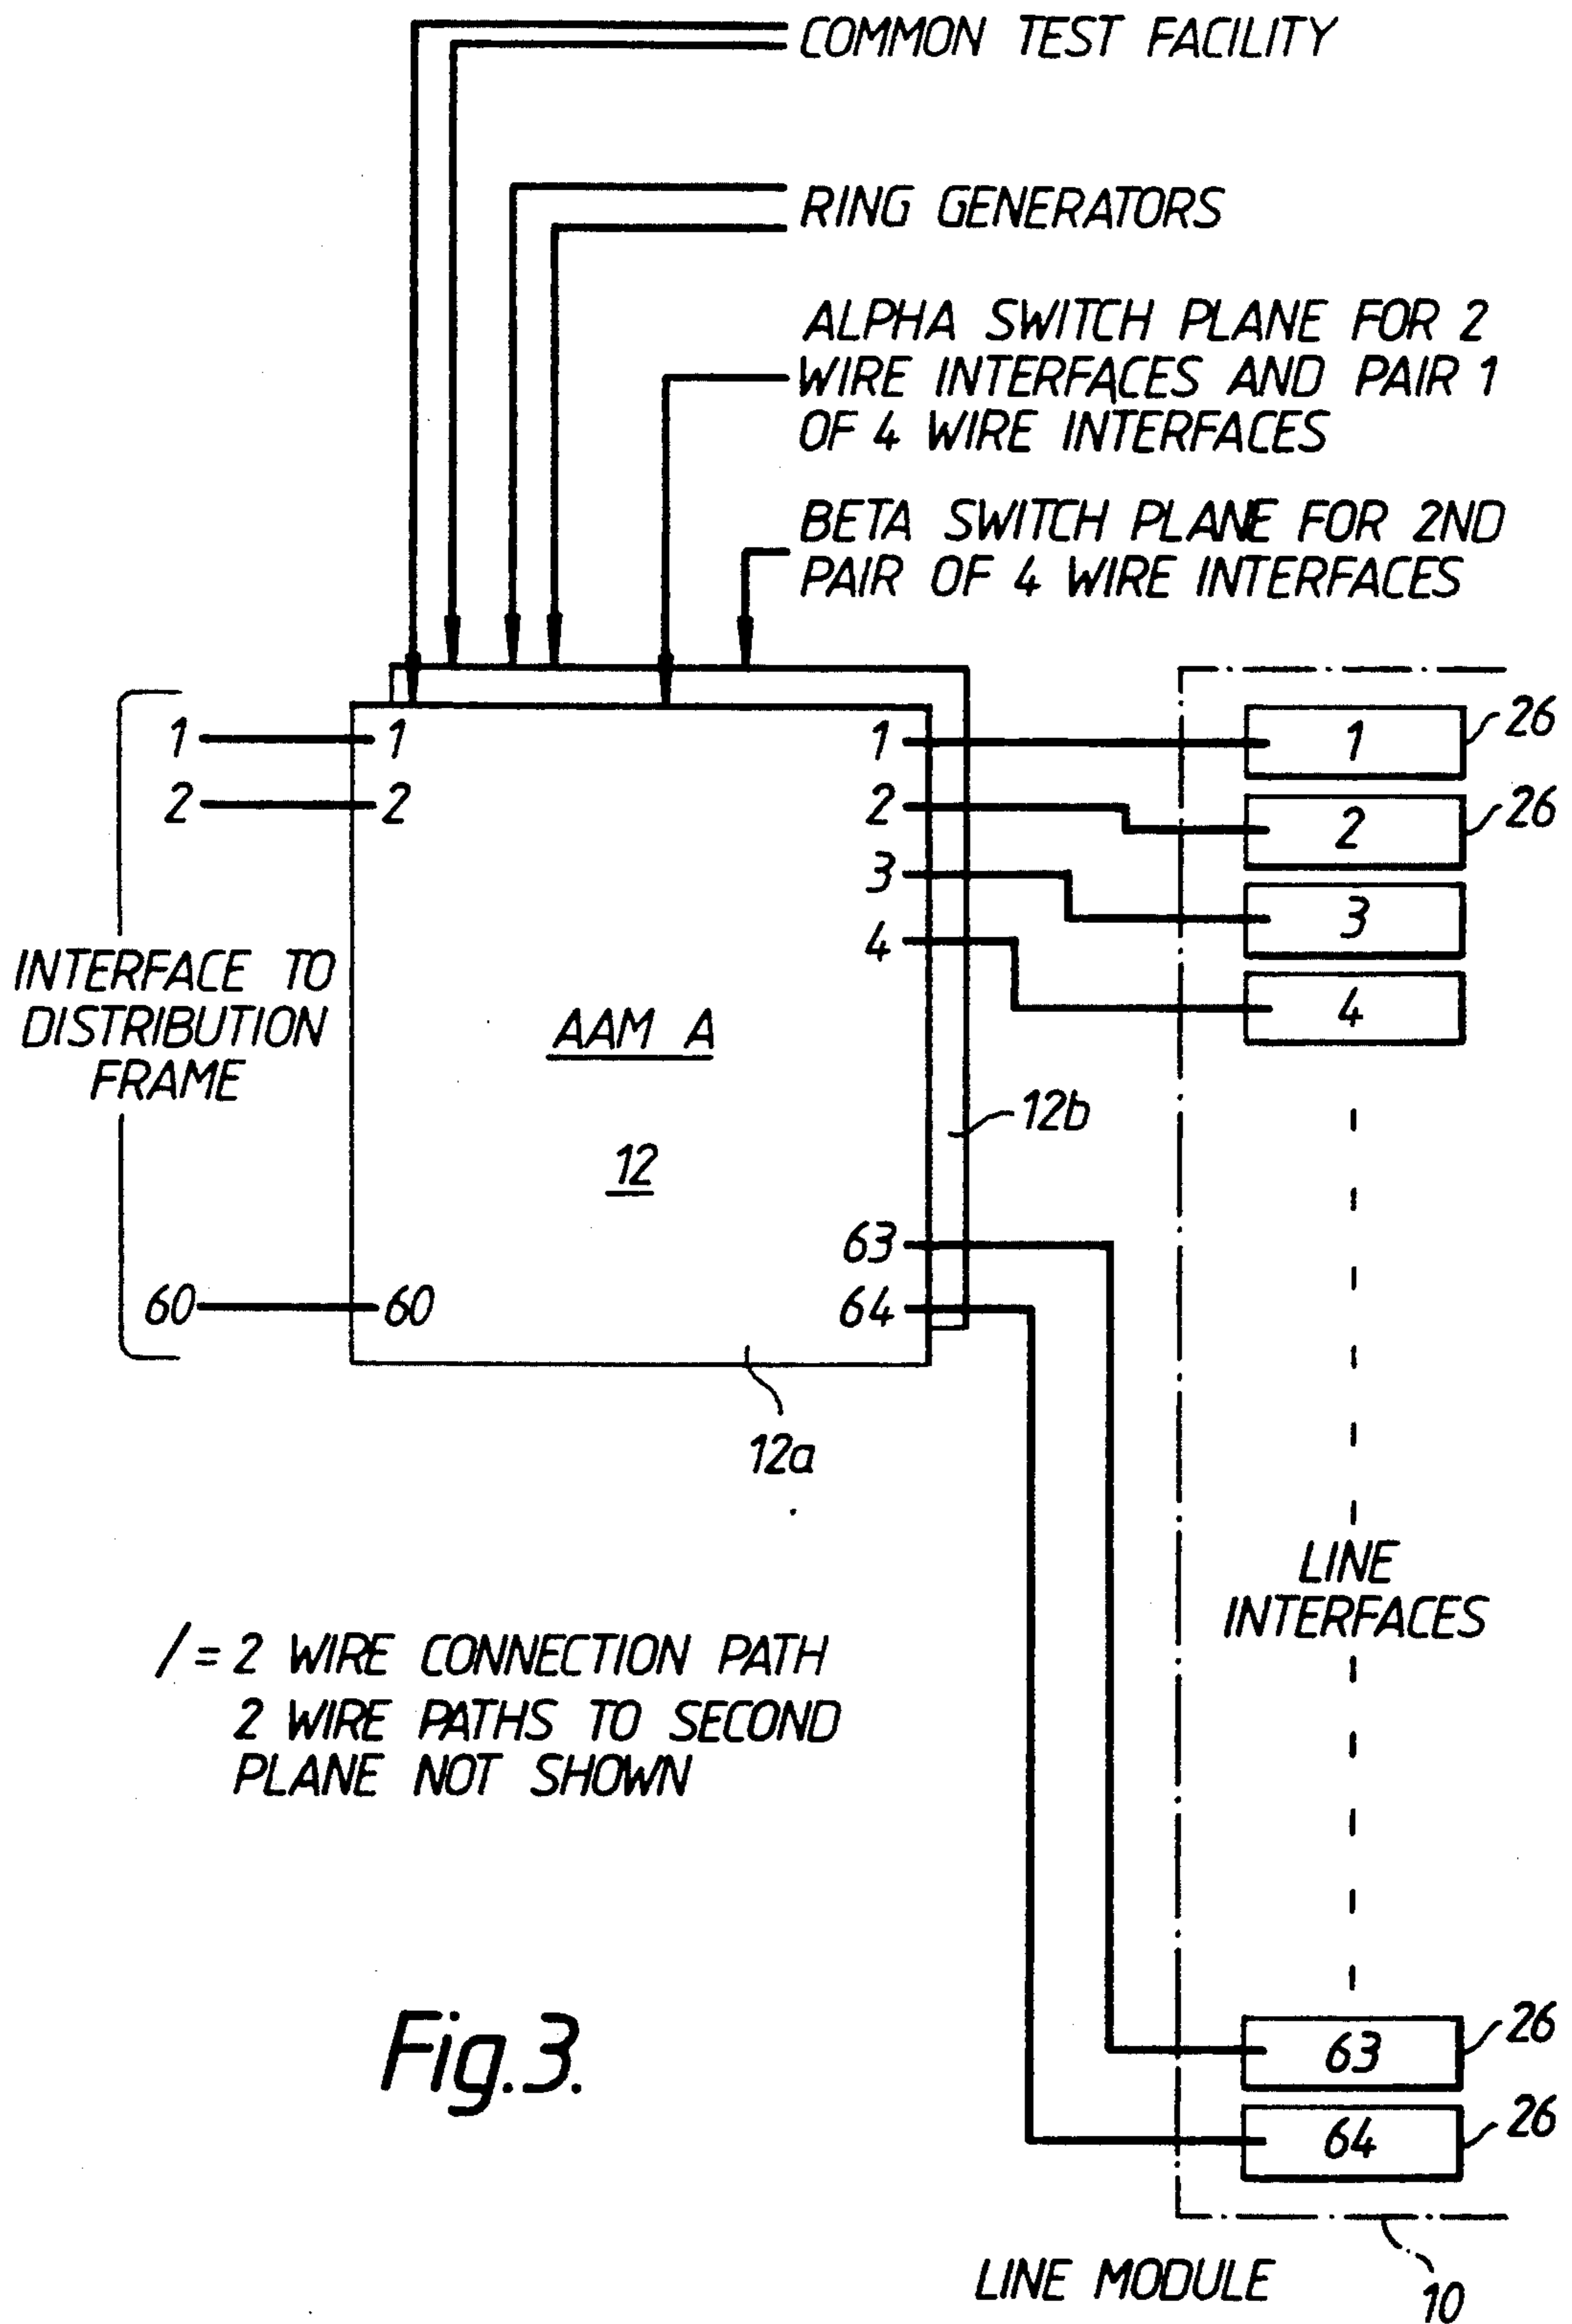 COMMON TEST FACILITY
RING GENERATORS
ALPHA SWITCH PLANE FOR 2
WIRE INTERFACES AND PAIR 1
OF 4 WIRE INTERFACES
BETA SWITCH PLANE FOR 2ND
PAIR OF 4 WIRE INTERFACES
1 1 1 1 26
2 2 2 2 26
3 3
4 4
INTERFACE TO
DISTRIBUTION
FRAME
AAM A
12
12b
63
60 60 64
12a
LINE
INTERFACES
/ = 2 WIRE CONNECTION PATH
2 WIRE PATHS TO SECOND
PLANE NOT SHOWN
Fig.3.
63 26
64 26
LINE MODULE 10